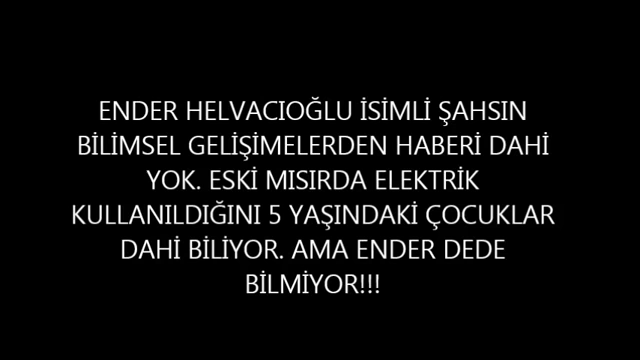 ENDER HELVACIOĞLU İSİMLİ ŞAHSIN
BİLİMSEL GELİŞİMELERDEN HABERİ DAHİ
YOK. ESKİ MISIRDA ELEKTRİK
KULLANILDIĞINI 5 YAŞINDAKİ ÇOCUKLAR
DAHİ BİLİYOR. AMA ENDER DEDE
BİLMİYOR!!!